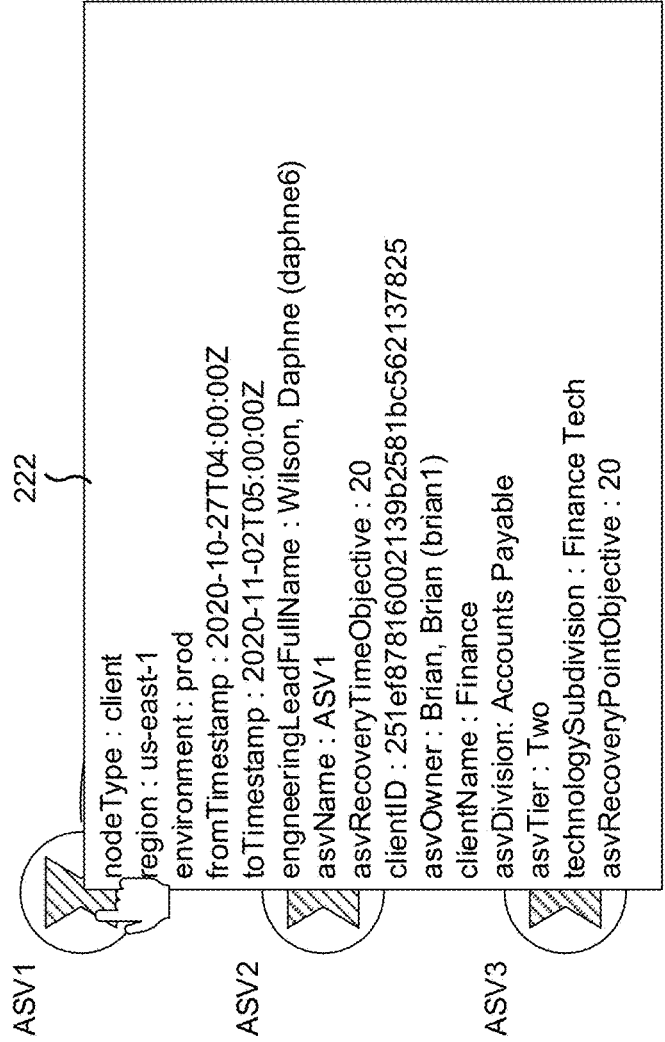 222
ASV1
nodeType : client
region : us-east-1
environment : prod
fromTimestamp : 2020-10-27T04:00:00Z
toTimestamp : 2020-11-02T05:00:00Z
engneeringLeadFullName : Wilson, Daphne (daphne6)
asvName : ASV1
asvRecoveryTimeObjective : 20
clientID : 251ef87816002139b2581bc562137825
asvOwner : Brian, Brian (brian1)
clientName : Finance
asvDivision: Accounts Payable
asvTier : Two
technologySubdivision : Finance Tech
asvRecoveryPointObjective : 20
ASV2
ASV3